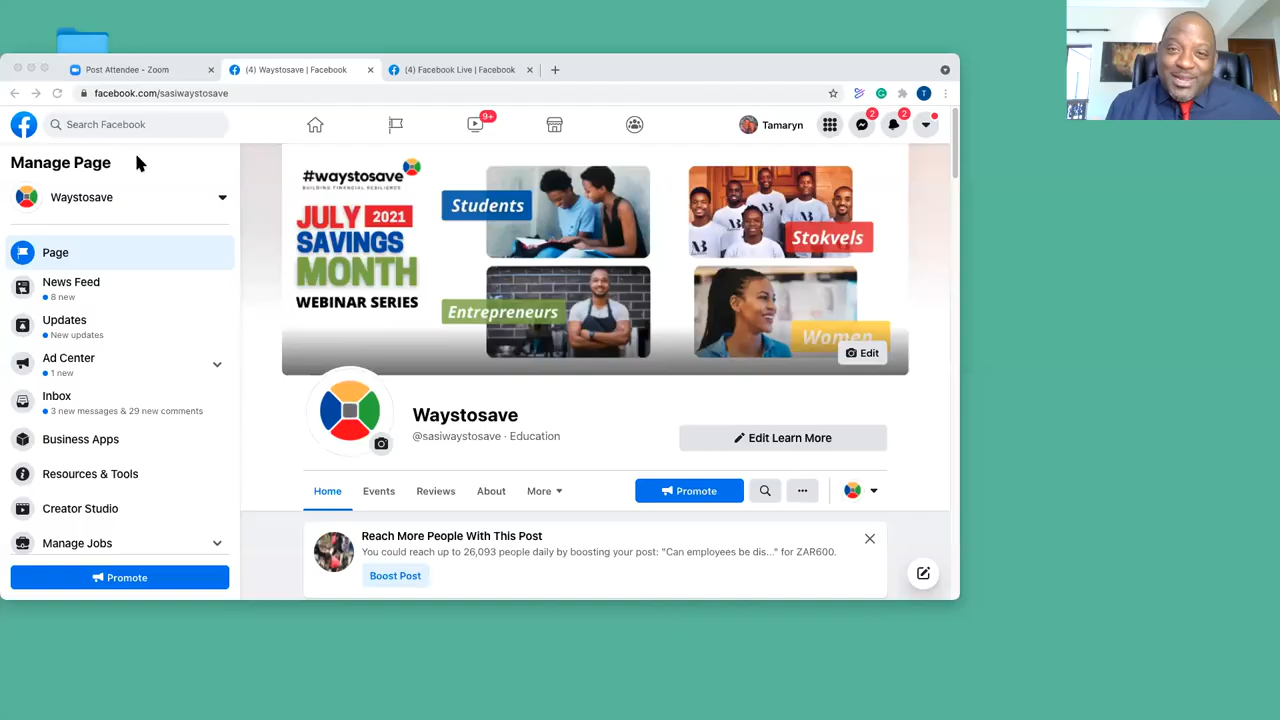 Post Attendee - Zoom
(4) Waystosave | Facebook
(4) Facebook Live | Facebook
facebook.com/sasiwaystosave
Search Facebook
9+
Tamaryn
2
2
T
Manage Page
Waystosave
Page
News Feed
8 new
Updates
New updates
Ad Center
1 new
Inbox
3 new messages & 29 new comments
Business Apps
Resources & Tools
Creator Studio
Manage Jobs
Promote
#waystosave
BUILDING FINANCIAL RESILIENCE
JULY 2021
SAVINGS
MONTH
WEBINAR SERIES
Students
Stokvels
Entrepreneurs
Women
Edit
Waystosave
@sasiwaystosave · Education
Edit Learn More
Home
Events
Reviews
About
More
Promote
Reach More People With This Post
You could reach up to 26,093 people daily by boosting your post: "Can employees be dis..." for ZAR600.
Boost Post